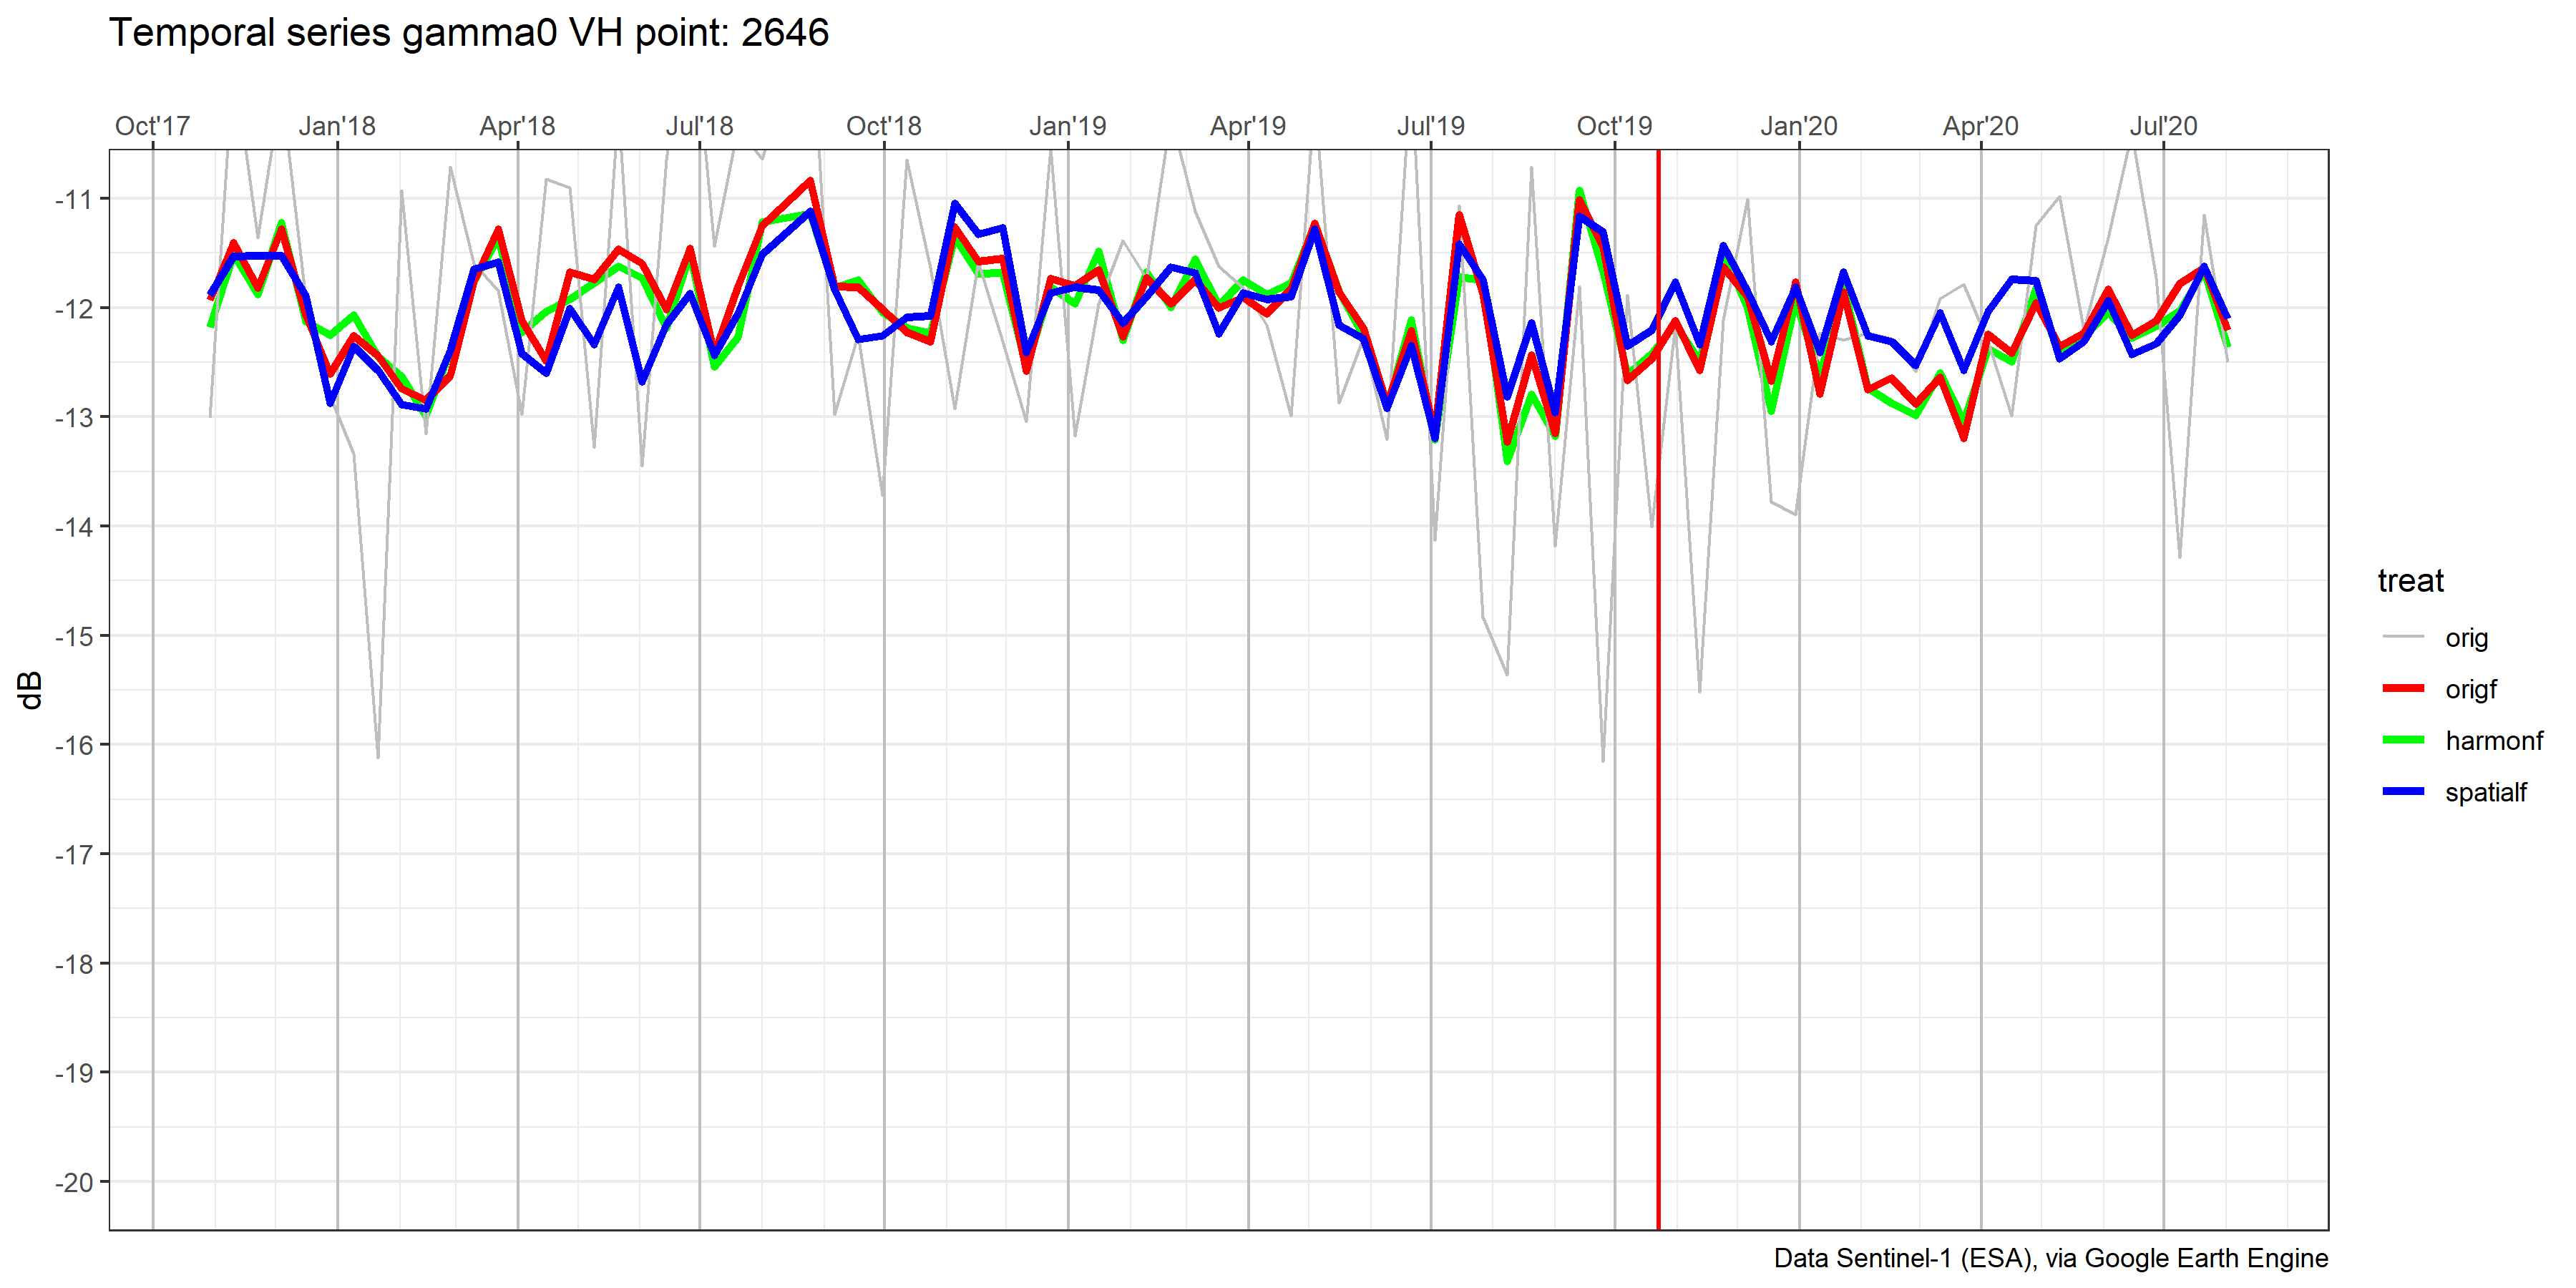 Temporal series gamma0 VH point: 2646
Oct'17 Jan'18 Apr'18 Jul'18 Oct'18 Jan'19 Apr'19 Jul'19 Oct'19 Jan'20 Apr'20 Jul'20
-11
-12
-13
-14
-15
-16
-17
-18
-19
-20
dB
treat
orig
origf
harmonf
spatialf
Data Sentinel-1 (ESA), via Google Earth Engine